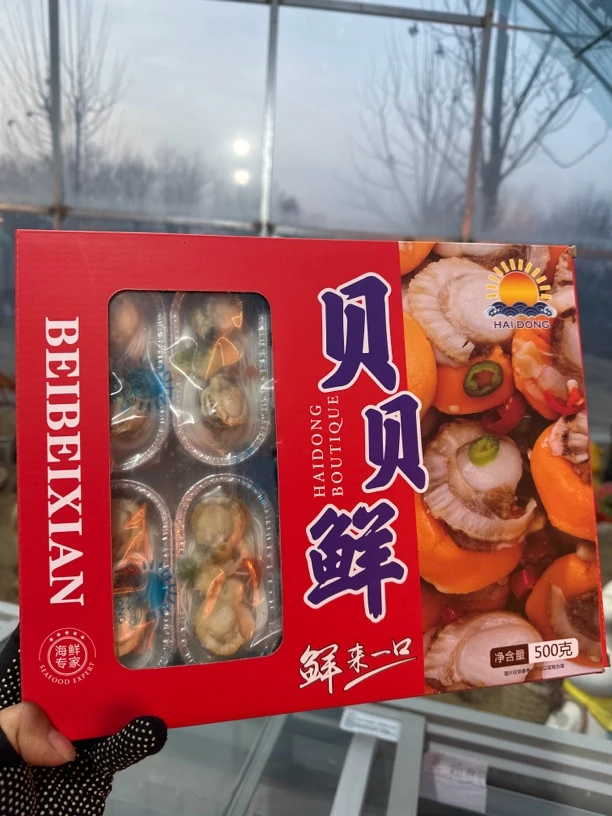 BEIBEIXIAN
海鲜
专家
SEAFOOD EXPERT
贝贝鲜
HAIDONG
BOUTIQUE
鲜来一口
HAI DONG
净含量 500克